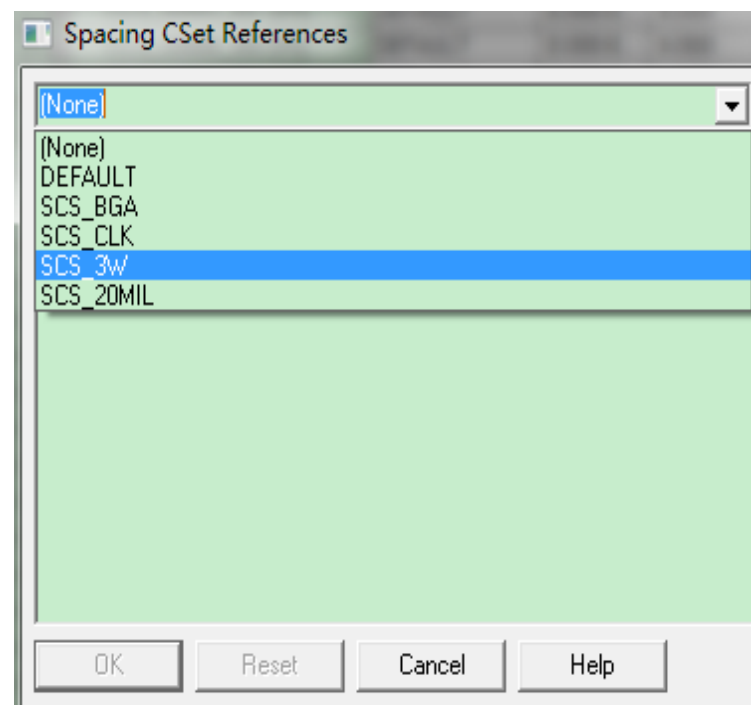 Spacing CSet References
(None)
(None)
DEFAULT
SCS_BGA
SCS_CLK
SCS_3W
SCS_20MIL
OK Reset Cancel Help